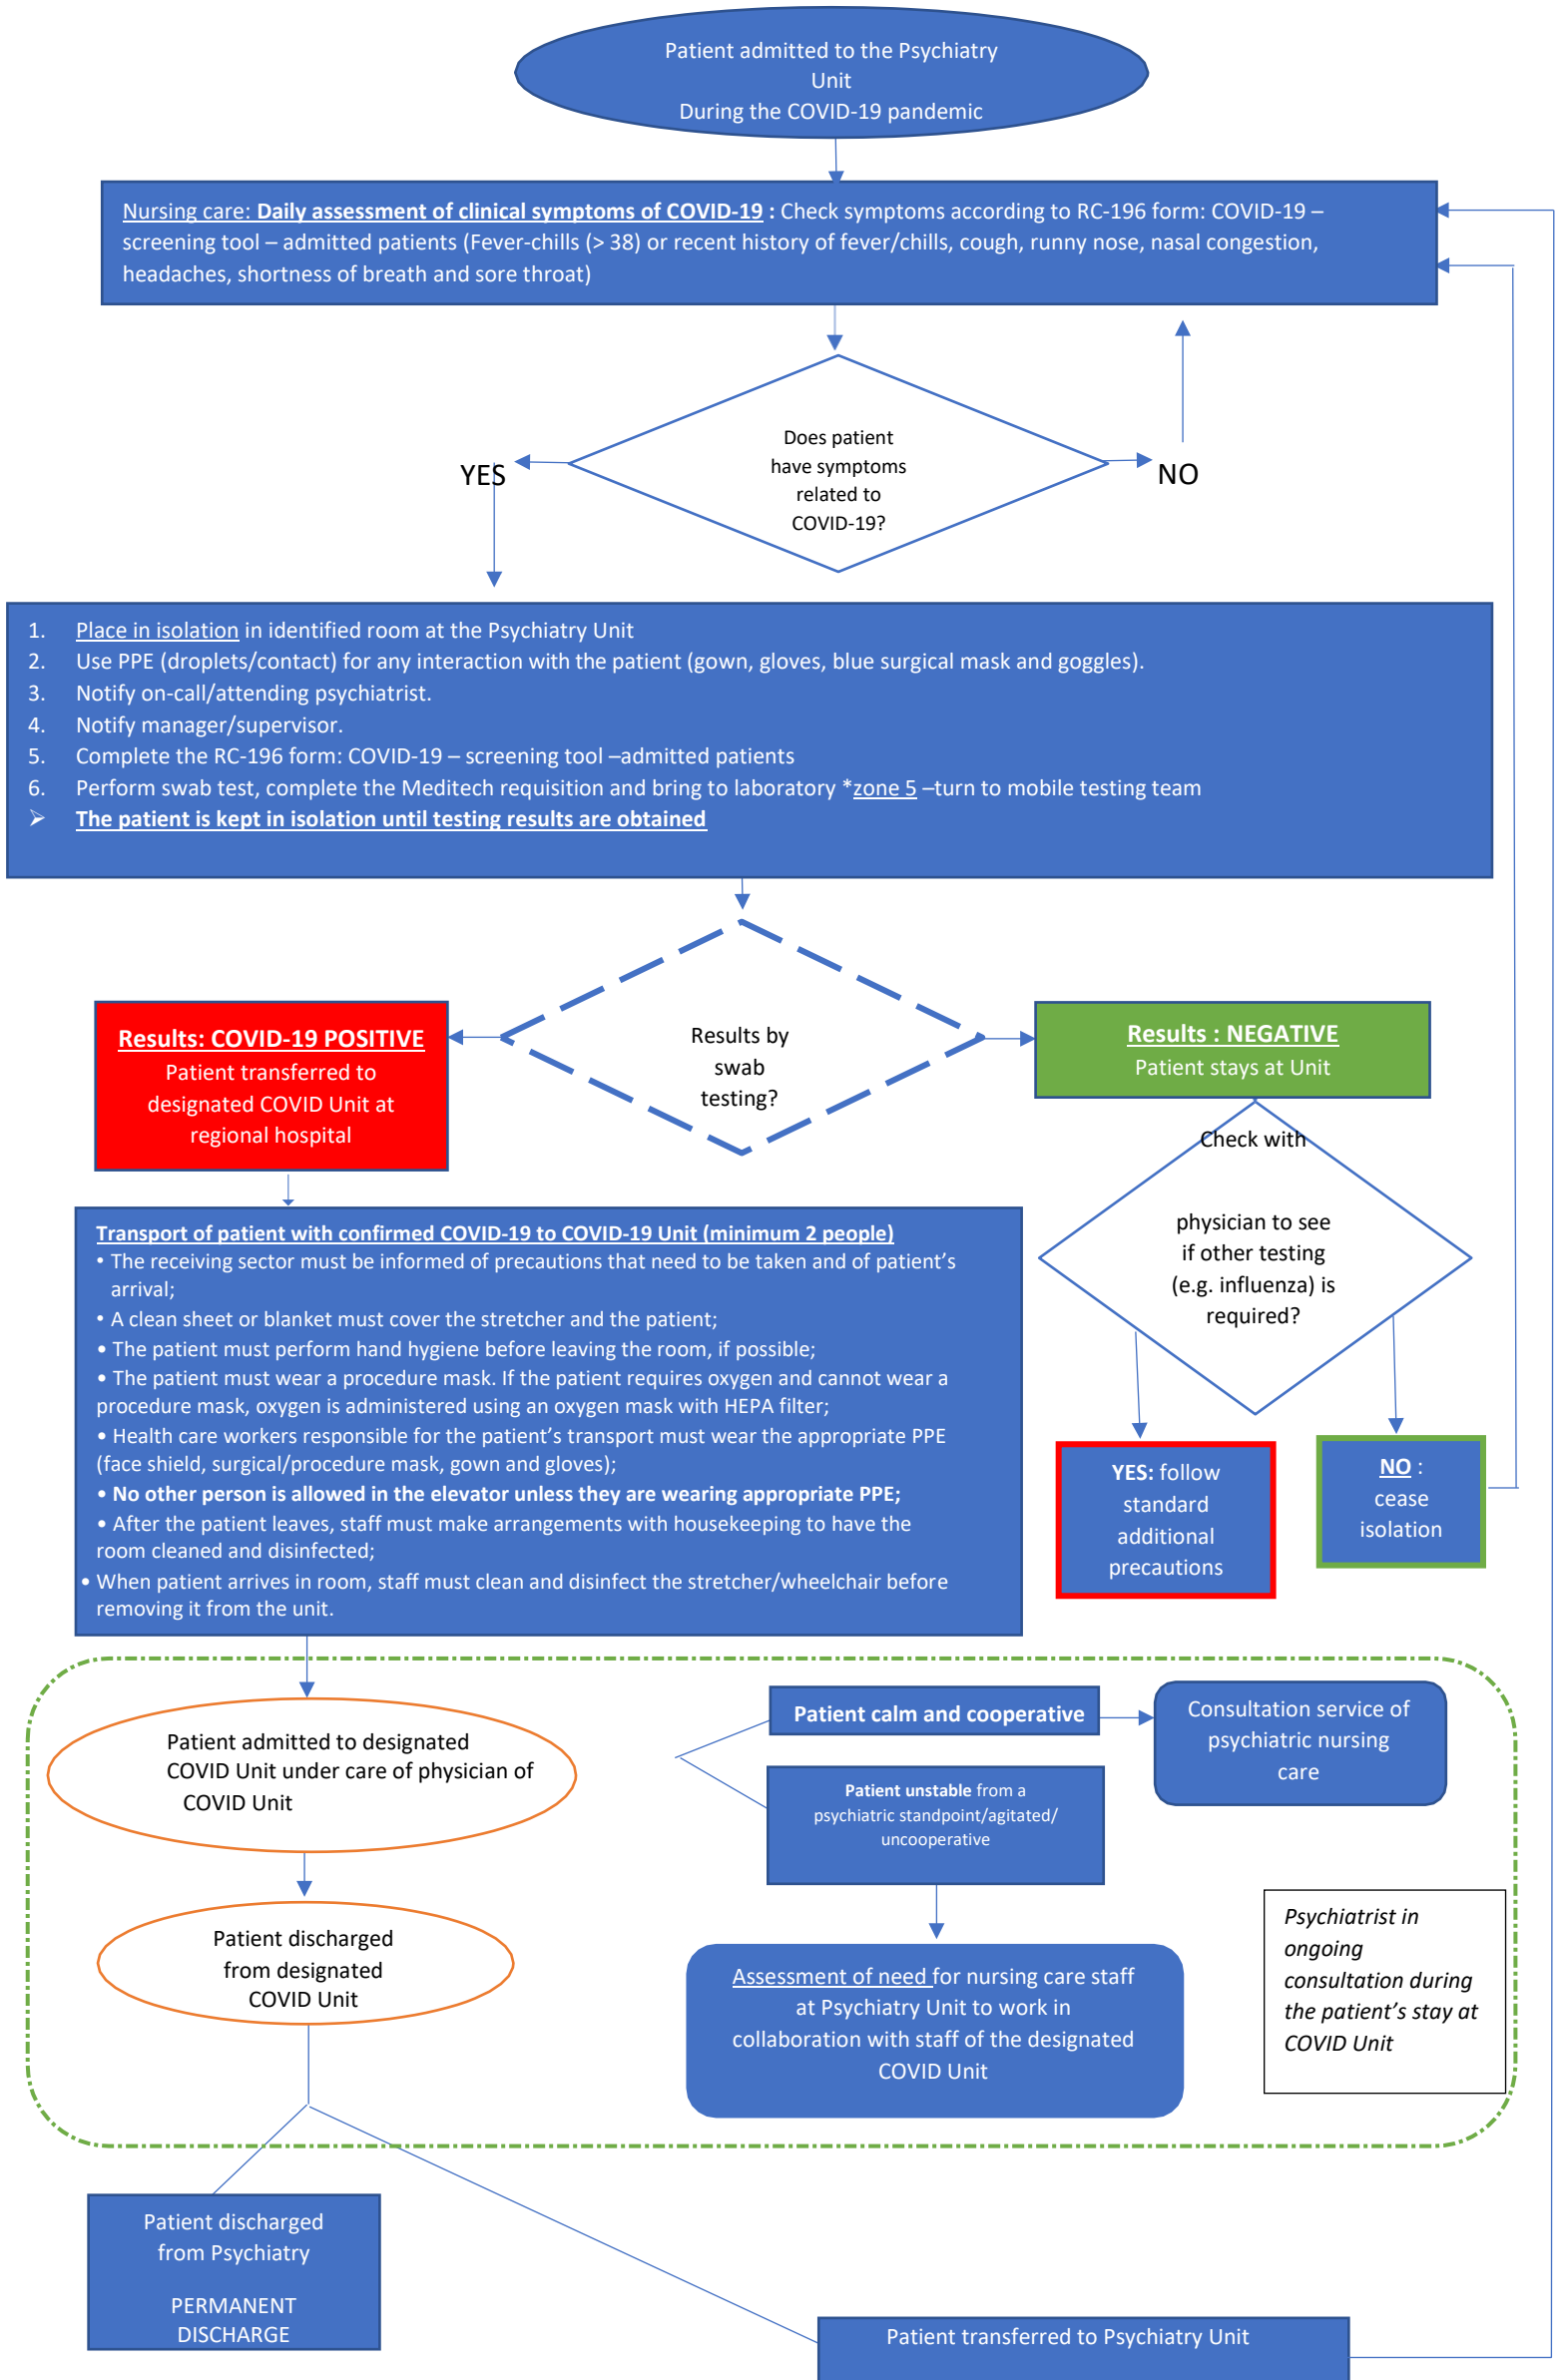 Patient admitted to the Psychiatry
Unit
During the COVID-19 pandemic
Nursing care: Daily assessment of clinical symptoms of COVID-19 : Check symptoms according to RC-196 form: COVID-19 –
screening tool – admitted patients (Fever-chills (> 38) or recent history of fever/chills, cough, runny nose, nasal congestion,
headaches, shortness of breath and sore throat)
Does patient
have symptoms
related to
COVID-19?
YES
NO
1. Place in isolation in identified room at the Psychiatry Unit
2. Use PPE (droplets/contact) for any interaction with the patient (gown, gloves, blue surgical mask and goggles).
3. Notify on-call/attending psychiatrist.
4. Notify manager/supervisor.
5. Complete the RC-196 form: COVID-19 – screening tool –admitted patients
6. Perform swab test, complete the Meditech requisition and bring to laboratory *zone 5 –turn to mobile testing team
➢ The patient is kept in isolation until testing results are obtained
Results: COVID-19 POSITIVE
Patient transferred to
designated COVID Unit at
regional hospital
Results by
swab
testing?
Results : NEGATIVE
Patient stays at Unit
Check with
physician to see
if other testing
(e.g. influenza) is
required?
Transport of patient with confirmed COVID-19 to COVID-19 Unit (minimum 2 people)
• The receiving sector must be informed of precautions that need to be taken and of patient's
arrival;
• A clean sheet or blanket must cover the stretcher and the patient;
• The patient must perform hand hygiene before leaving the room, if possible;
• The patient must wear a procedure mask. If the patient requires oxygen and cannot wear a
procedure mask, oxygen is administered using an oxygen mask with HEPA filter;
• Health care workers responsible for the patient's transport must wear the appropriate PPE
(face shield, surgical/procedure mask, gown and gloves);
• No other person is allowed in the elevator unless they are wearing appropriate PPE;
• After the patient leaves, staff must make arrangements with housekeeping to have the
room cleaned and disinfected;
• When patient arrives in room, staff must clean and disinfect the stretcher/wheelchair before
removing it from the unit.
YES: follow
standard
additional
precautions
NO :
cease
isolation
Patient admitted to designated
COVID Unit under care of physician of
COVID Unit
Patient calm and cooperative
Consultation service of
psychiatric nursing
care
Patient unstable from a
psychiatric standpoint/agitated/
uncooperative
Patient discharged
from designated
COVID Unit
Assessment of need for nursing care staff
at Psychiatry Unit to work in
collaboration with staff of the designated
COVID Unit
Psychiatrist in
ongoing
consultation during
the patient's stay at
COVID Unit
Patient discharged
from Psychiatry
PERMANENT
DISCHARGE
Patient transferred to Psychiatry Unit